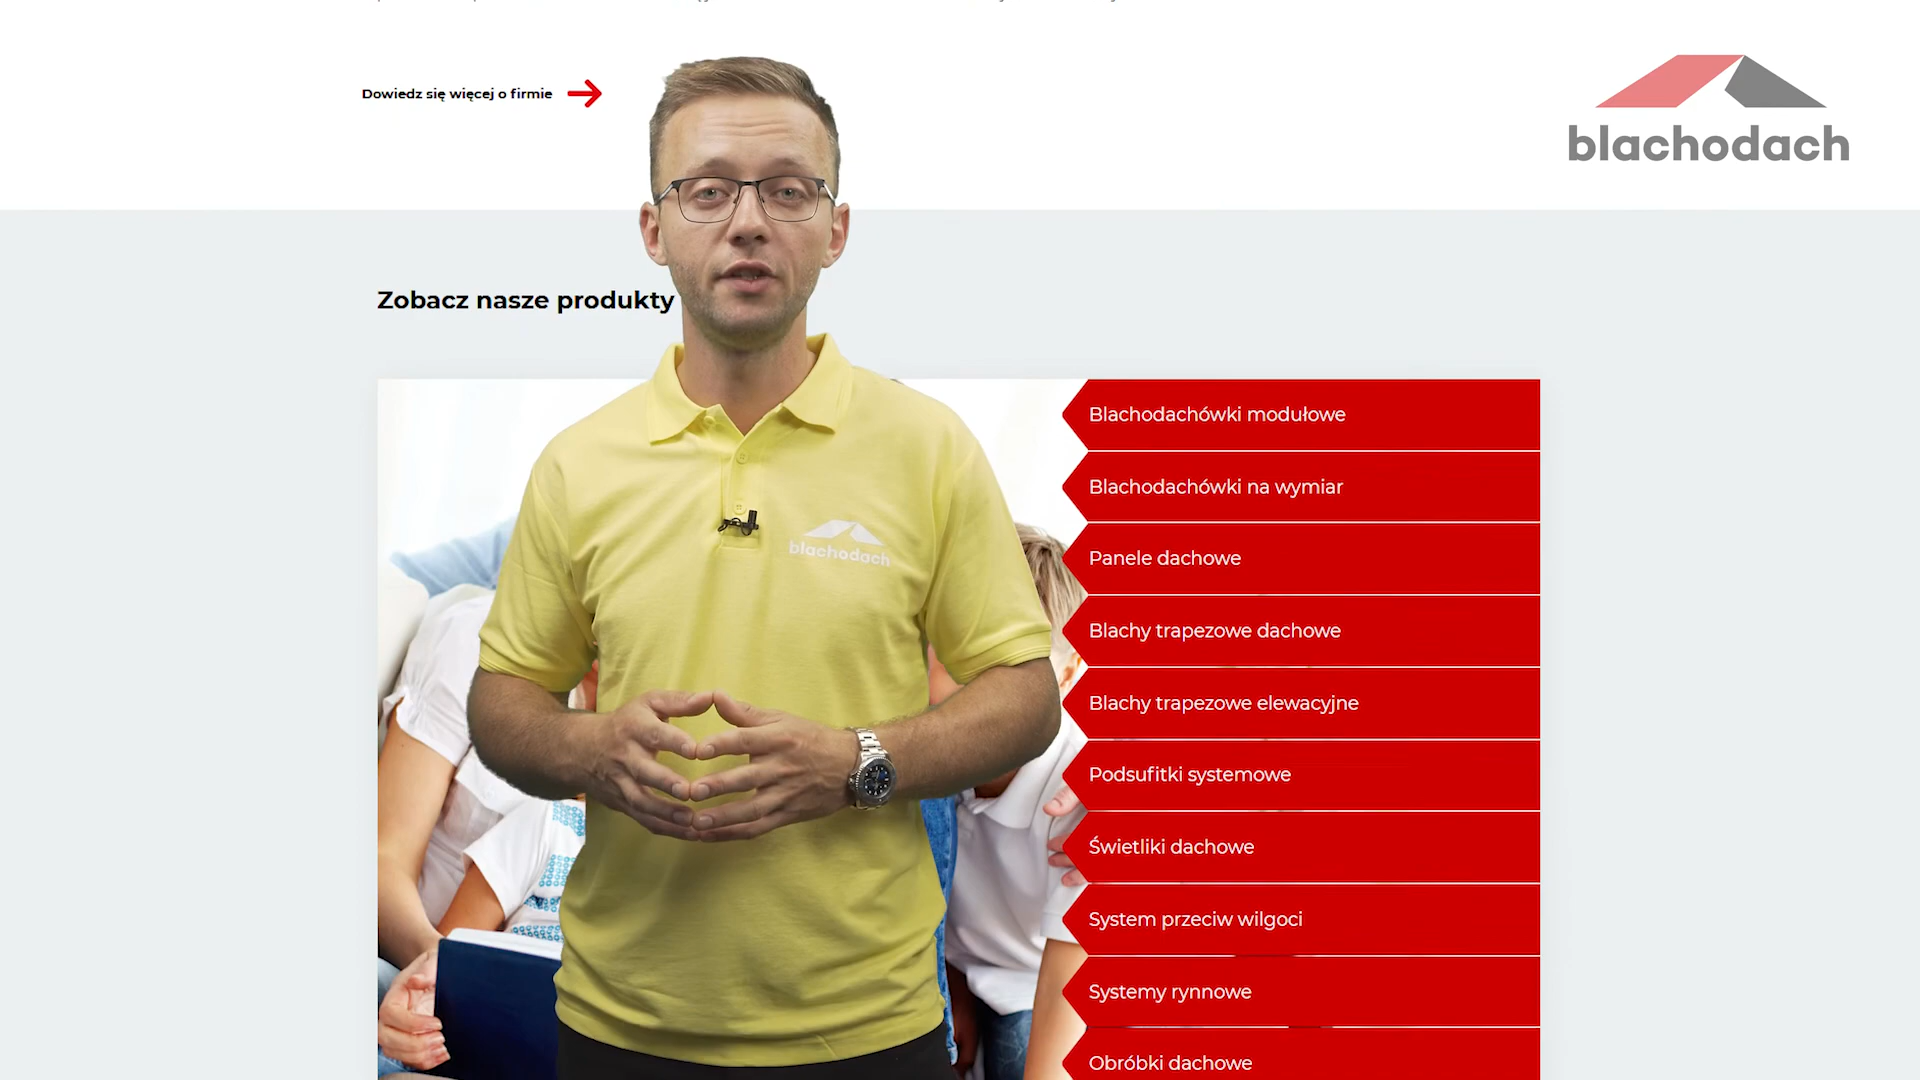 Dowiedz się więcej o firmie
blachodach
Zobacz nasze produkty
blachodach
Blachodachówki modułowe
Blachodachówki na wymiar
Panele dachowe
Blachy trapezowe dachowe
Blachy trapezowe elewacyjne
Podsufitki systemowe
Świetliki dachowe
System przeciw wilgoci
Systemy rynnowe
Obróbki dachowe